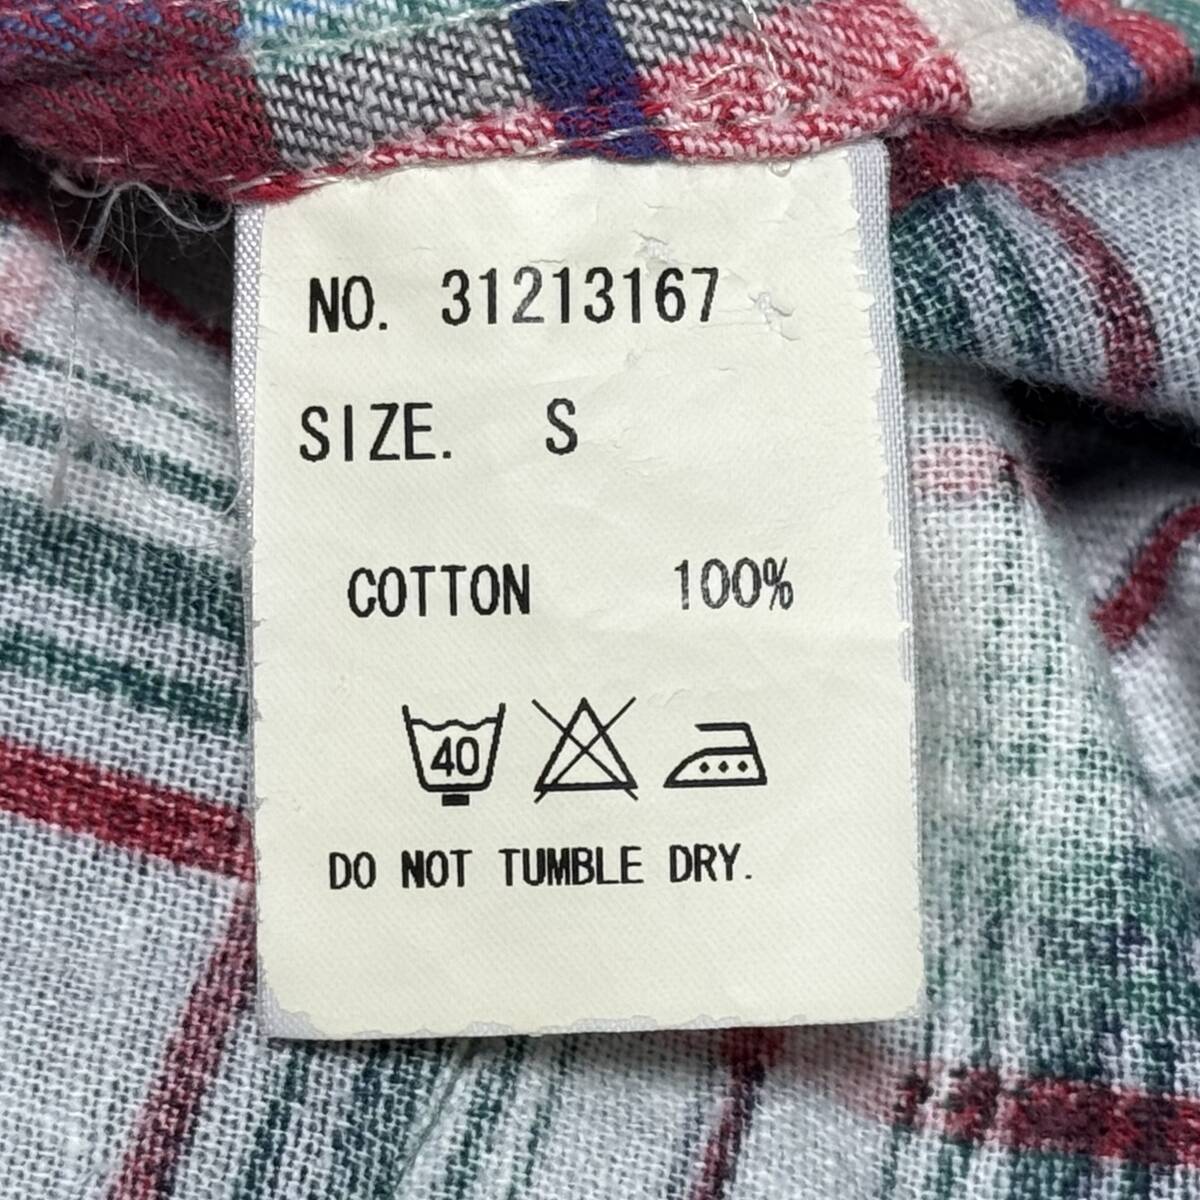 NO. 31213167
SIZE. S
COTTON 100%
40
DO NOT TUMBLE DRY.